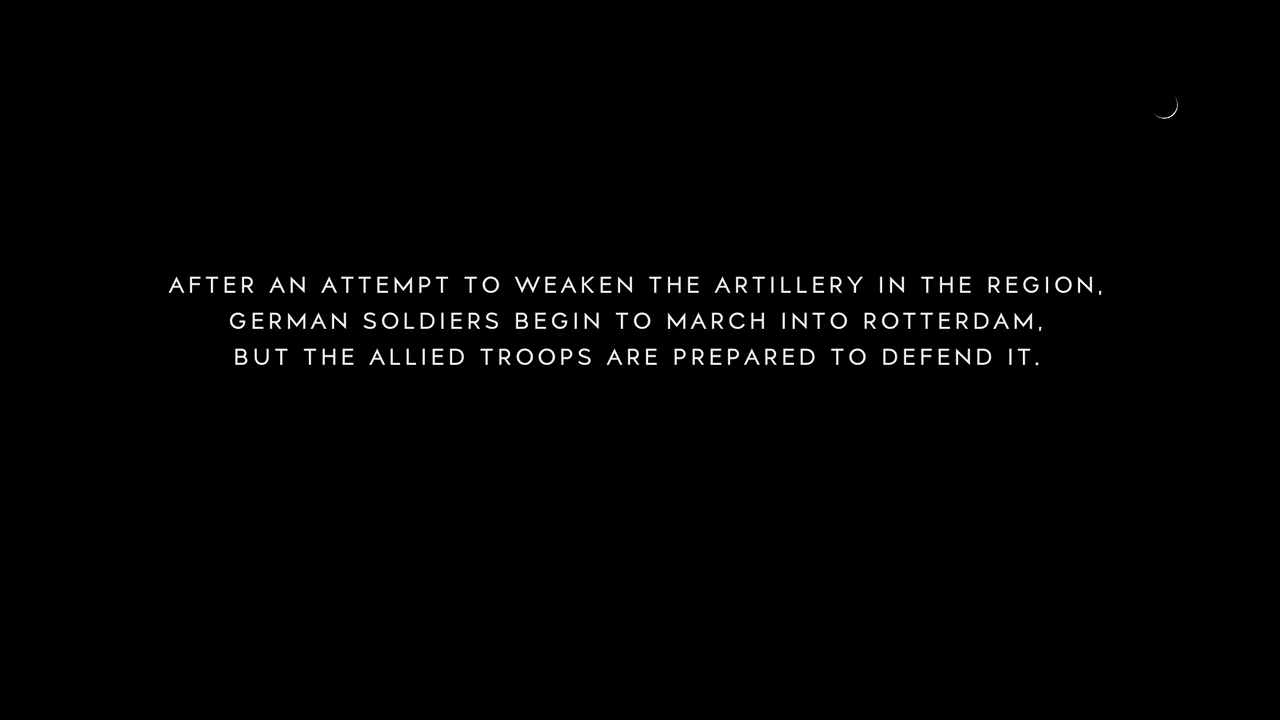 AFTER AN ATTEMPT TO WEAKEN THE ARTILLERY IN THE REGION,
GERMAN SOLDIERS BEGIN TO MARCH INTO ROTTERDAM,
BUT THE ALLIED TROOPS ARE PREPARED TO DEFEND IT.